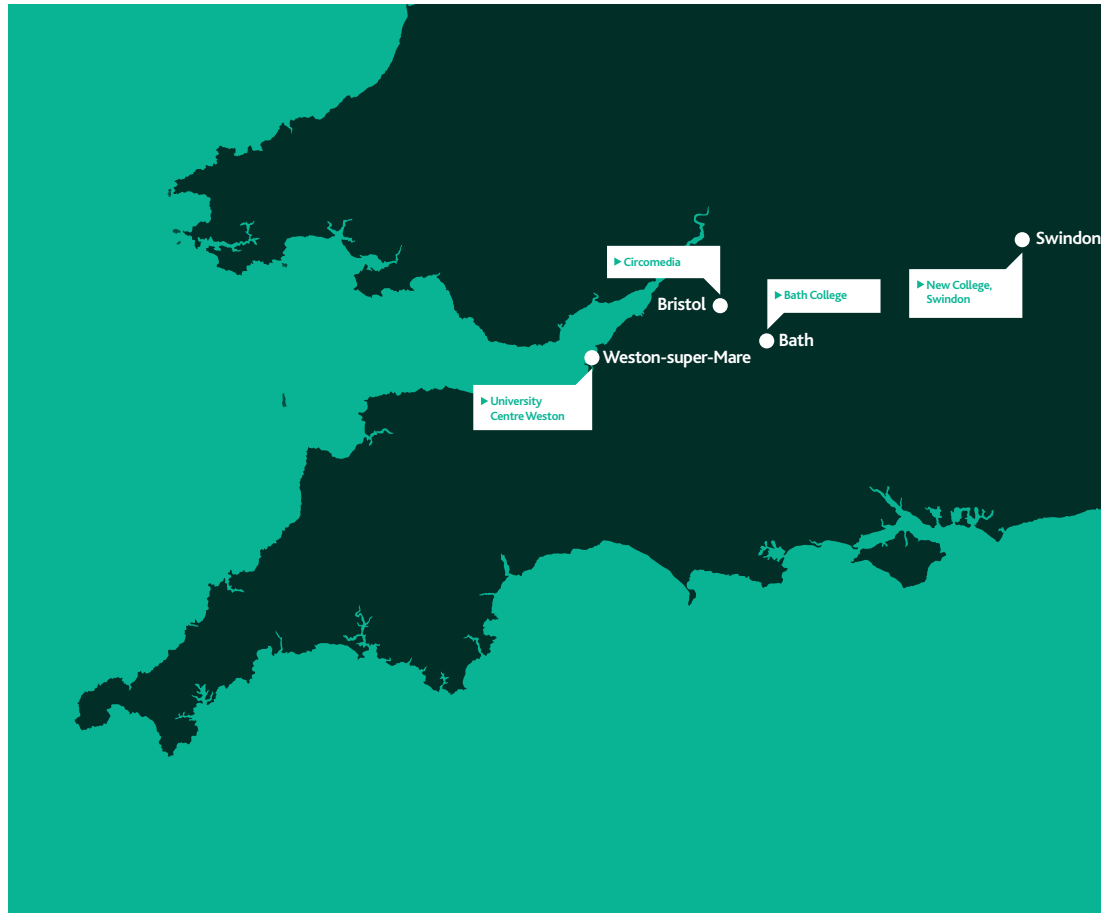 Swindon
▶ Circomedia
▶ New College,
Swindon
▶ Bath College
Bristol
Bath
Weston-super-Mare
▶ University
Centre Weston